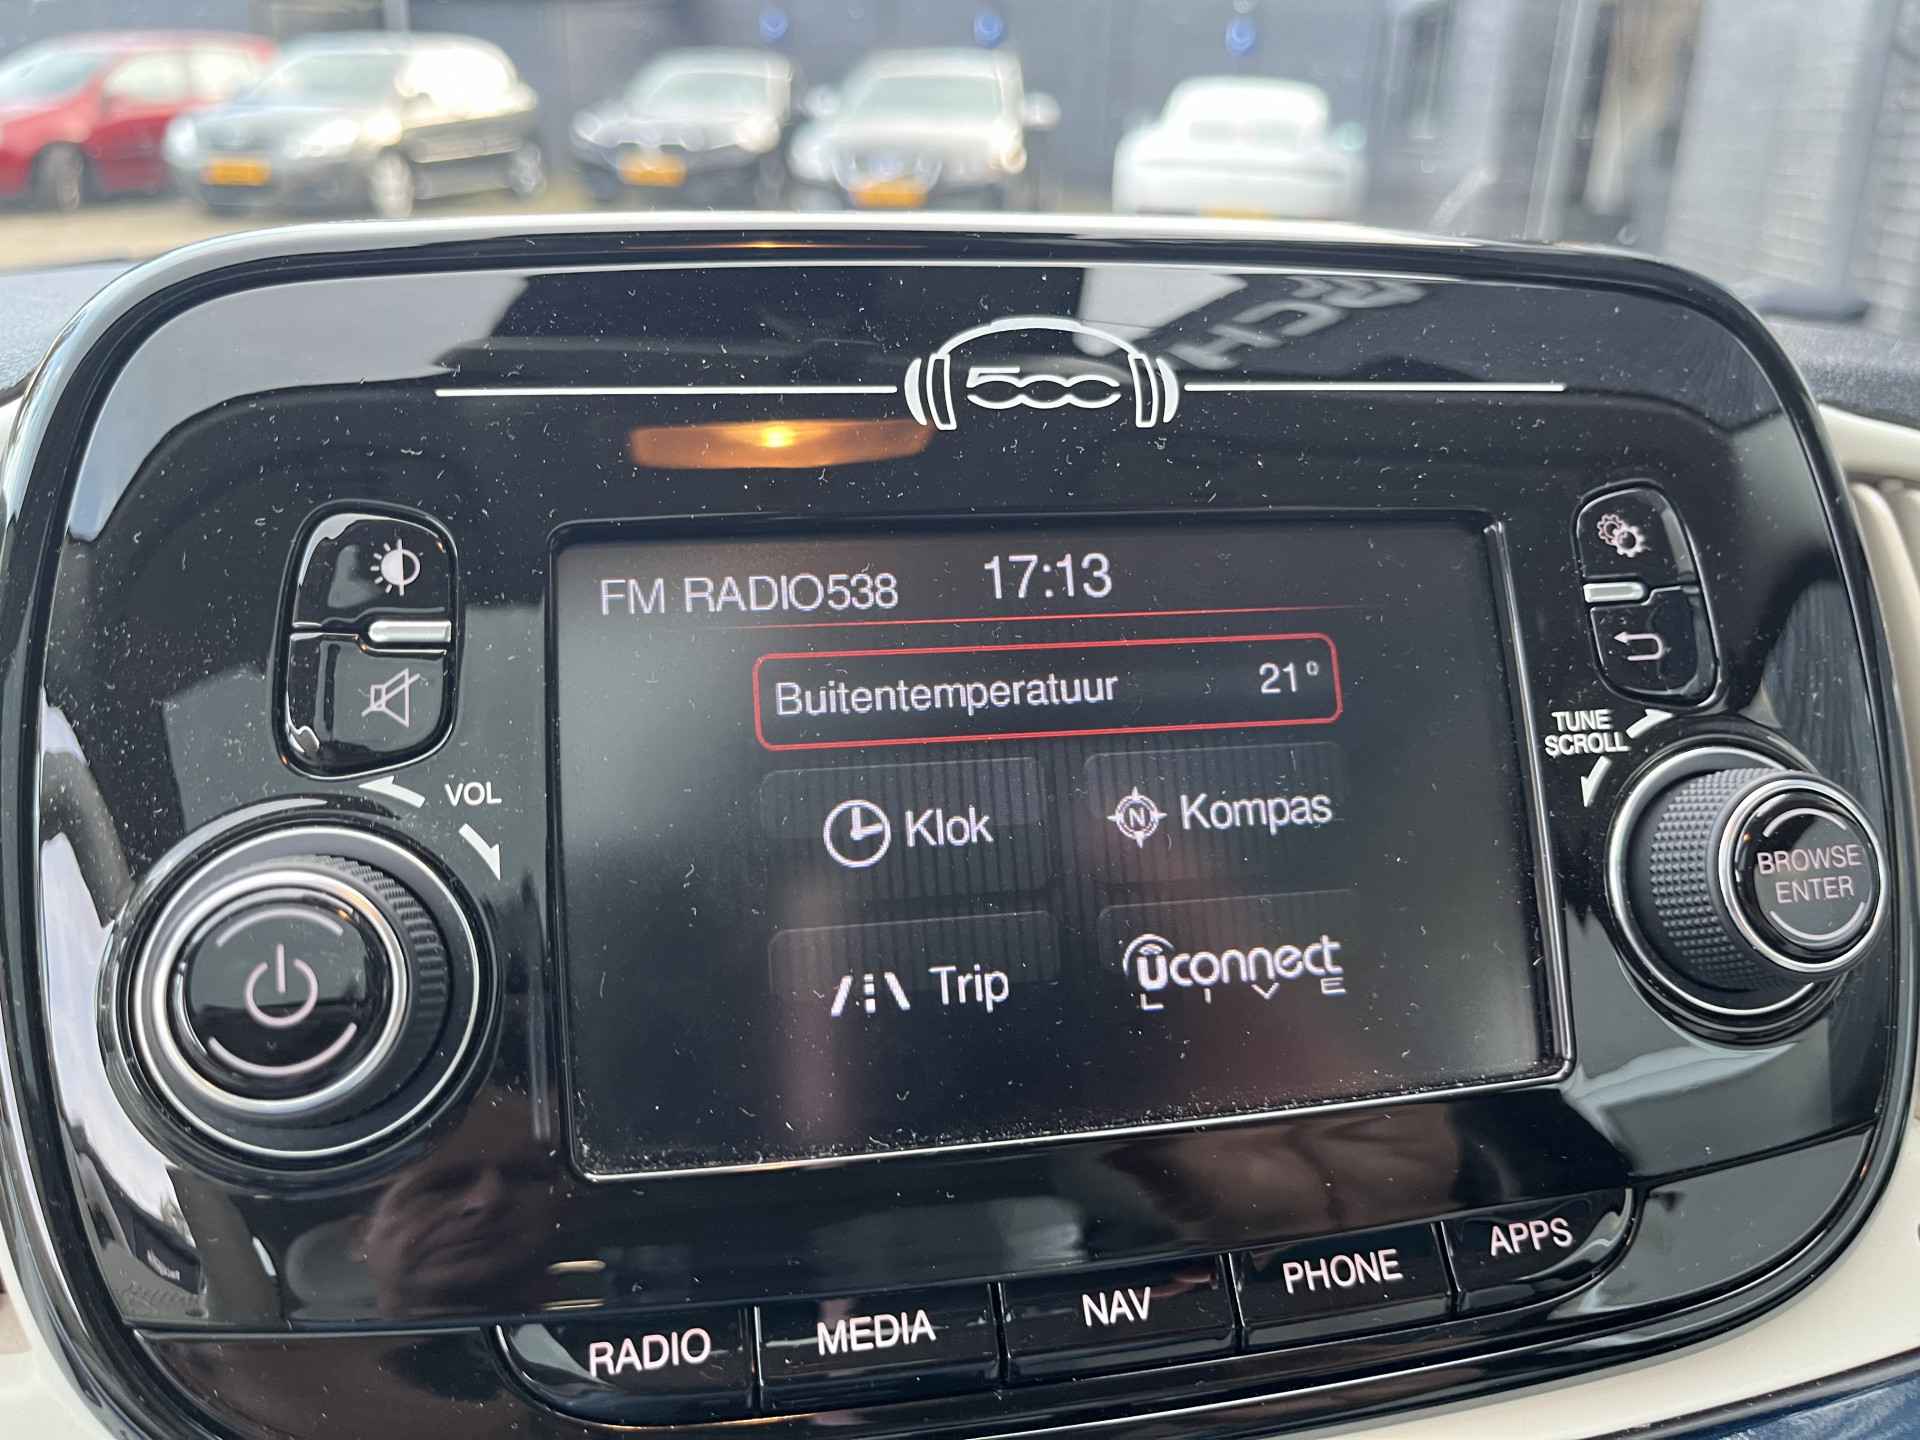 500
FM RADIO538 17:13
Buitentemperatuur 21°
Klok
Kompas
Trip
uconnect
LIVE
VOL
TUNE
SCROLL
BROWSE
ENTER
RADIO
MEDIA
NAV
PHONE
APPS